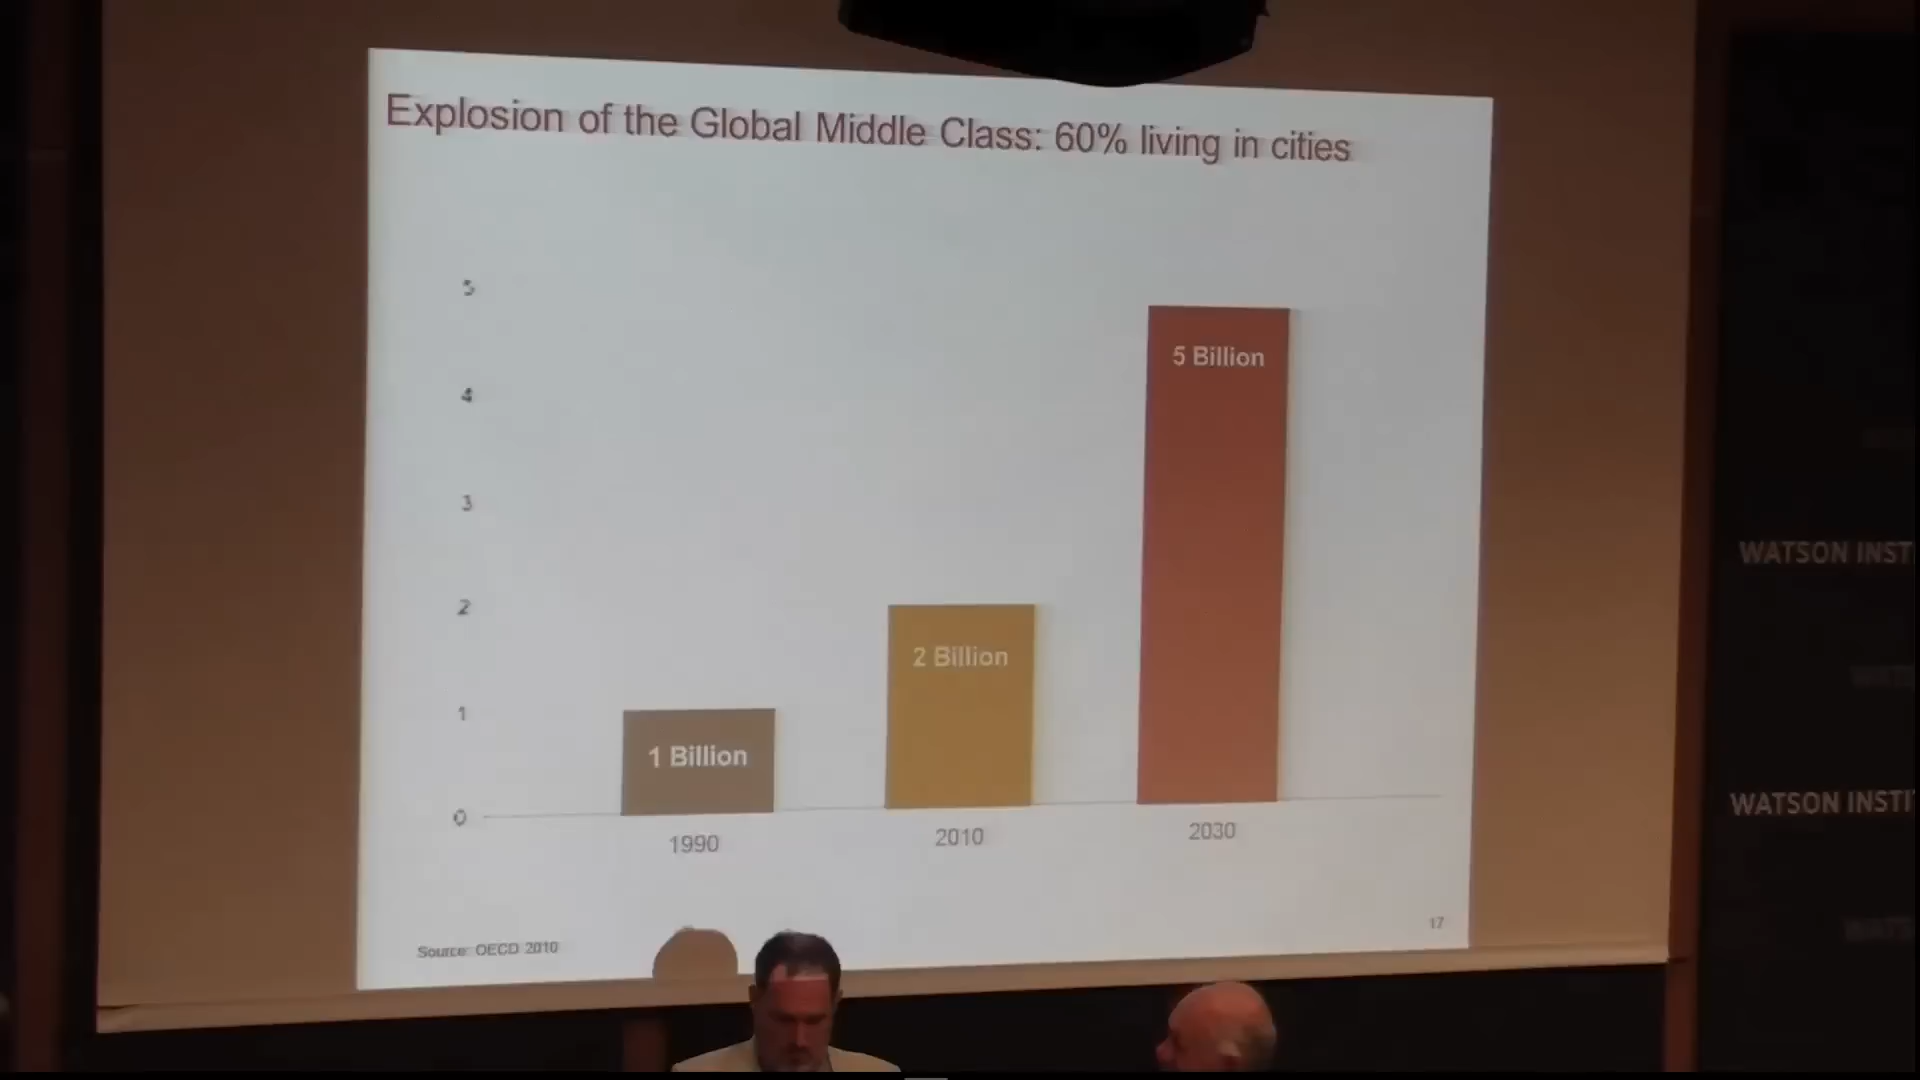 Explosion of the Global Middle Class: 60% living in cities
5
4
3
2
1
0
5 Billion
2 Billion
1 Billion
1990
2010
2030
Source: OECD 2010
17
WATSON INST
WATSON INSTI